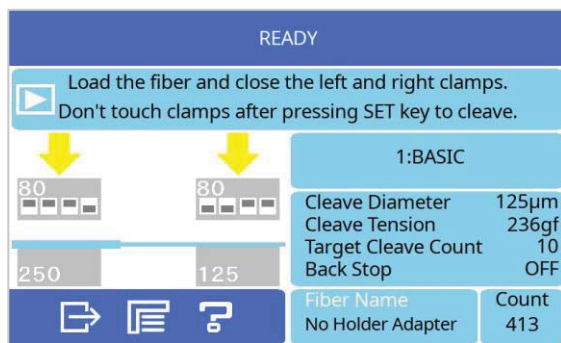 READY
Load the fiber and close the left and right clamps.
Don't touch clamps after pressing SET key to cleave.
80
80
250
125
1:BASIC
Cleave Diameter 125μm
Cleave Tension 236gf
Target Cleave Count 10
Back Stop OFF
Fiber Name
No Holder Adapter
Count
413